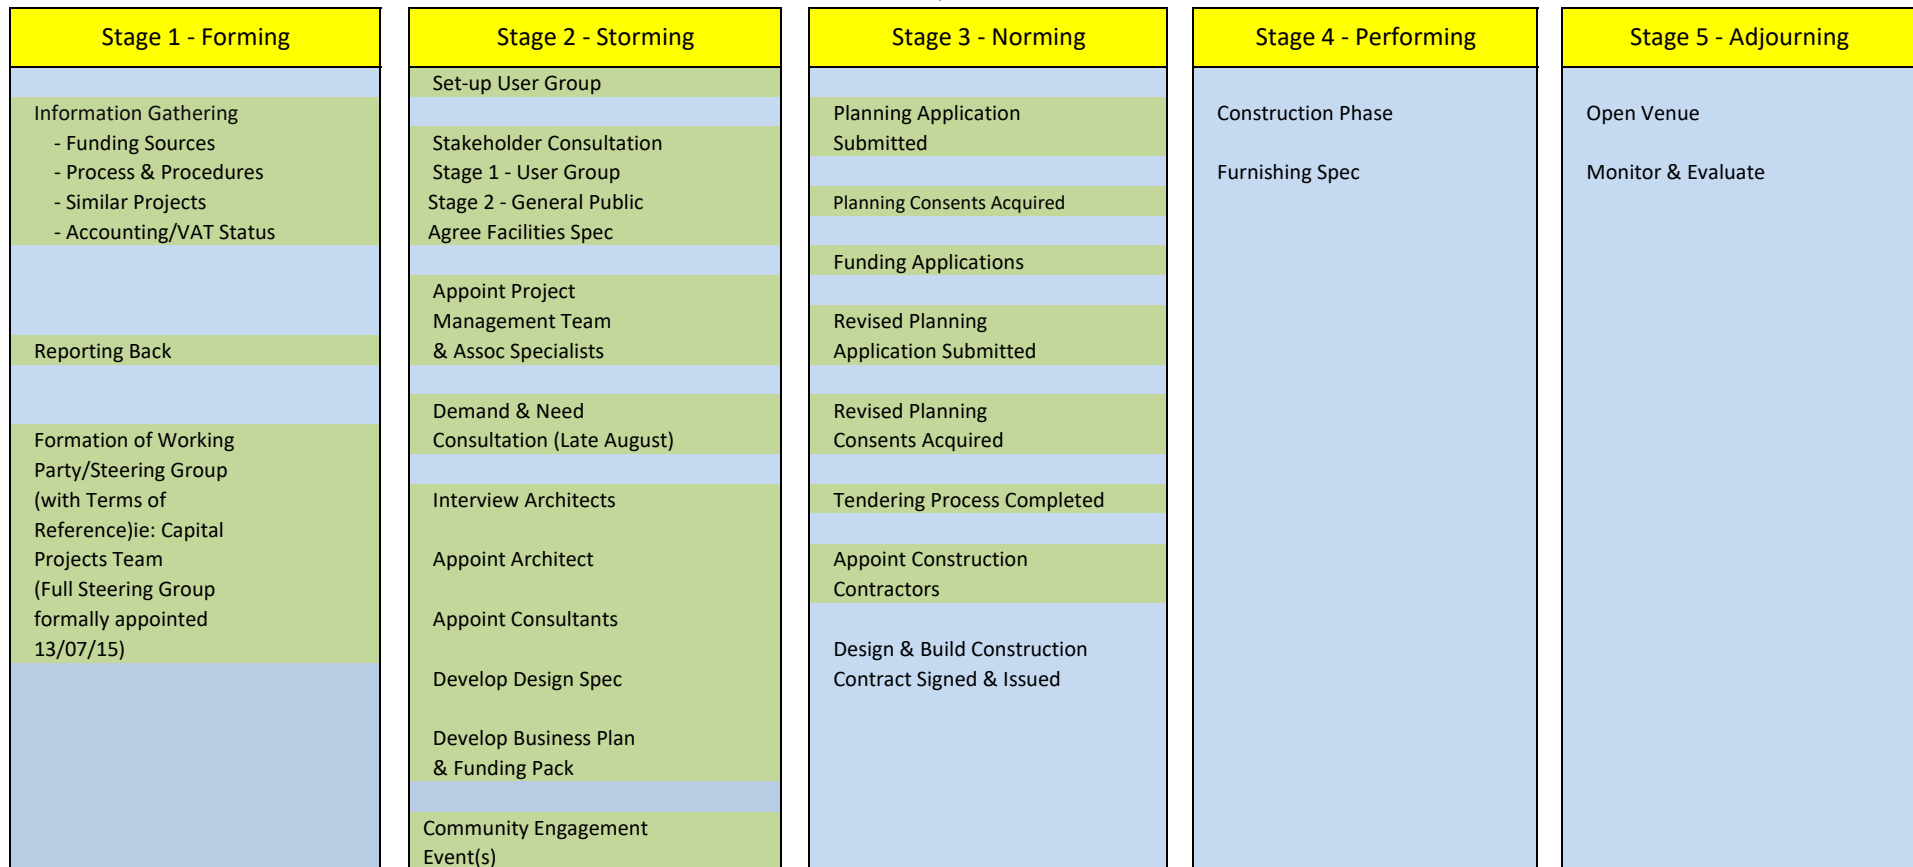 Stage 1 - Forming
Information Gathering
- Funding Sources
- Process & Procedures
- Similar Projects
- Accounting/VAT Status
Reporting Back
Formation of Working
Party/Steering Group
(with Terms of
Reference)ie: Capital
Projects Team
(Full Steering Group
formally appointed
13/07/15)
Stage 2 - Storming
Set-up User Group
Stakeholder Consultation
Stage 1 - User Group
Stage 2 - General Public
Agree Facilities Spec
Appoint Project
Management Team
& Assoc Specialists
Demand & Need
Consultation (Late August)
Interview Architects
Appoint Architect
Appoint Consultants
Develop Design Spec
Develop Business Plan
& Funding Pack
Community Engagement
Event(s)
Stage 3 - Norming
Planning Application
Submitted
Planning Consents Acquired
Funding Applications
Revised Planning
Application Submitted
Revised Planning
Consents Acquired
Tendering Process Completed
Appoint Construction
Contractors
Design & Build Construction
Contract Signed & Issued
Stage 4 - Performing
Construction Phase
Furnishing Spec
Stage 5 - Adjourning
Open Venue
Monitor & Evaluate